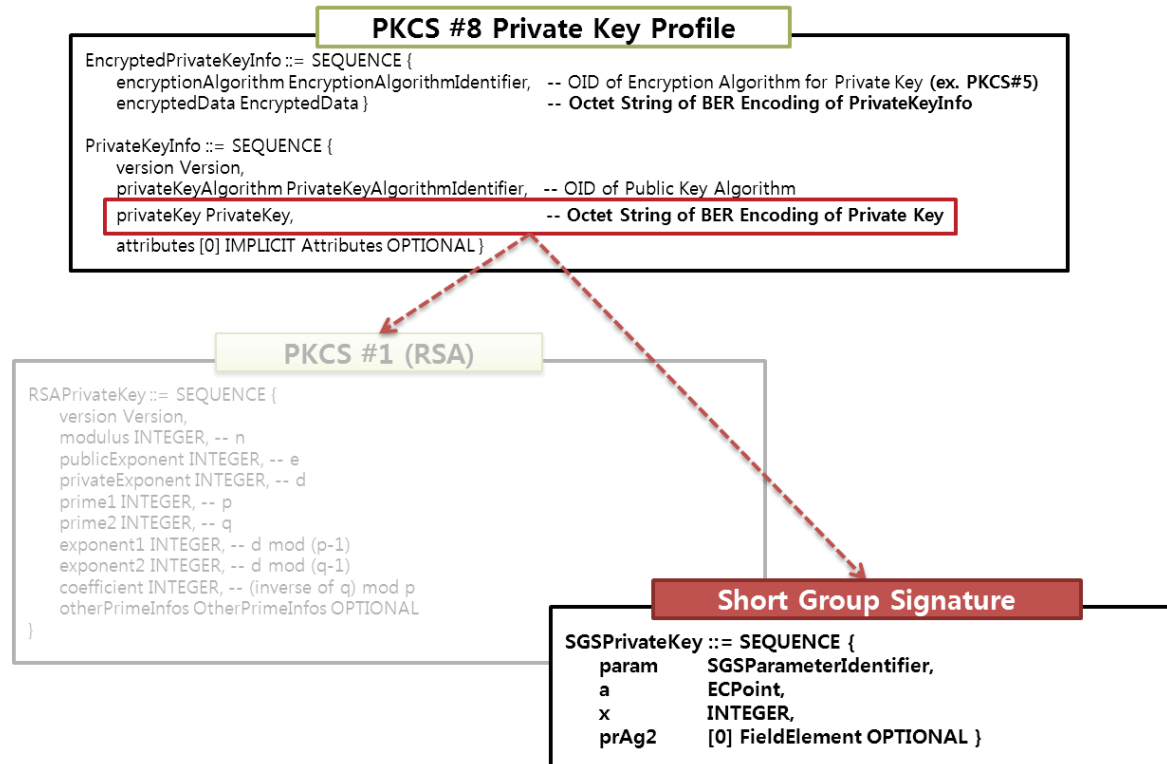 PKCS #8 Private Key Profile
EncryptedPrivateKeyInfo ::= SEQUENCE {
encryptionAlgorithm EncryptionAlgorithmIdentifier, -- OID of Encryption Algorithm for Private Key (ex. PKCS#5)
encryptedData EncryptedData } -- Octet String of BER Encoding of PrivateKeyInfo
PrivateKeyInfo ::= SEQUENCE {
version Version,
privateKeyAlgorithm PrivateKeyAlgorithmIdentifier, -- OID of Public Key Algorithm
privateKey PrivateKey, -- Octet String of BER Encoding of Private Key
attributes [0] IMPLICIT Attributes OPTIONAL }
PKCS #1 (RSA)
RSAPrivateKey ::= SEQUENCE {
version Version,
modulus INTEGER, -- n
publicExponent INTEGER, -- e
privateExponent INTEGER, -- d
prime1 INTEGER, -- p
prime2 INTEGER, -- q
exponent1 INTEGER, -- d mod (p-1)
exponent2 INTEGER, -- d mod (q-1)
coefficient INTEGER, -- (inverse of q) mod p
otherPrimeInfos OtherPrimeInfos OPTIONAL
}
Short Group Signature
SGSPrivateKey ::= SEQUENCE {
param SGSParameterIdentifier,
a ECPoint,
x INTEGER,
prAg2 [0] FieldElement OPTIONAL }